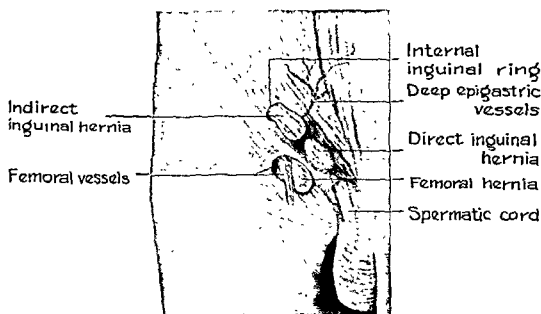 Indirect
inguinal hernia
Femoral vessels
Internal
inguinal ring
Deep epigastric
vessels
Direct inguinal
hernia
Femoral hernia
Spermatic cord